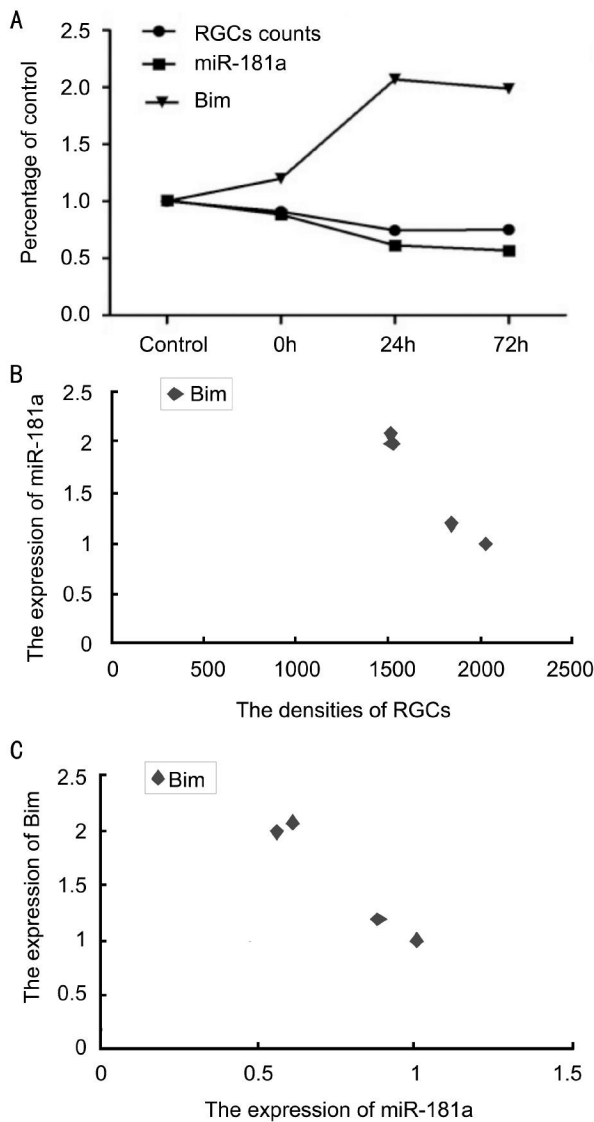 A
2.5
2.0
1.5
1.0
0.5
0.0
Percentage of control
RGCs counts
miR-181a
Bim
Control 0h 24h 72h
B
2.5
2
1.5
1
0.5
0
The expression of miR-181a
Bim
0 500 1000 1500 2000 2500
The densities of RGCs
C
2.5
2
1.5
1
0.5
0
The expression of Bim
Bim
0 0.5 1 1.5
The expression of miR-181a